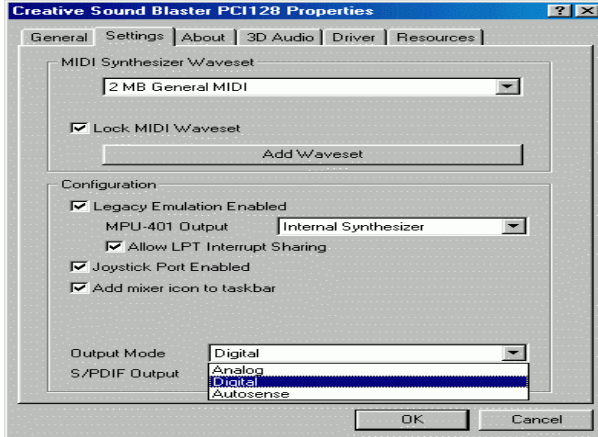 Creative Sound Blaster PCI128 Properties
General Settings About 3D Audio Driver Resources
MIDI Synthesizer Waveset
2 MB General MIDI
Lock MIDI Waveset
Add Waveset
Configuration
Legacy Emulation Enabled
MPU-401 Output Internal Synthesizer
Allow LPT Interrupt Sharing
Joystick Port Enabled
Add mixer icon to taskbar
Output Mode Digital
S/PDIF Output Analog
Digital
Autosense
OK Cancel